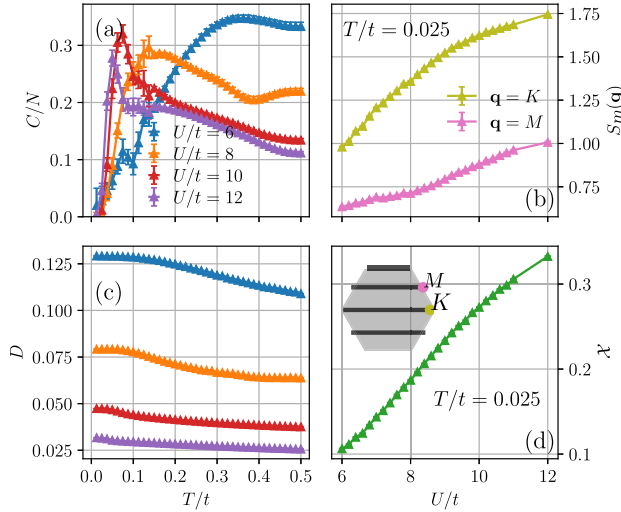 (a)
C/N
0.0
0.1
0.2
0.3
U/t = 6
U/t = 8
U/t = 10
U/t = 12
T/t = 0.025
q = K
q = M
(b)
0.75
1.00
1.25
1.50
1.75
Sm(q)
(c)
D
0.025
0.050
0.075
0.100
0.125
0.0 0.1 0.2 0.3 0.4 0.5
T/t
M
K
T/t = 0.025
(d)
0.1
0.2
0.3
χ
6 8 10 12
U/t